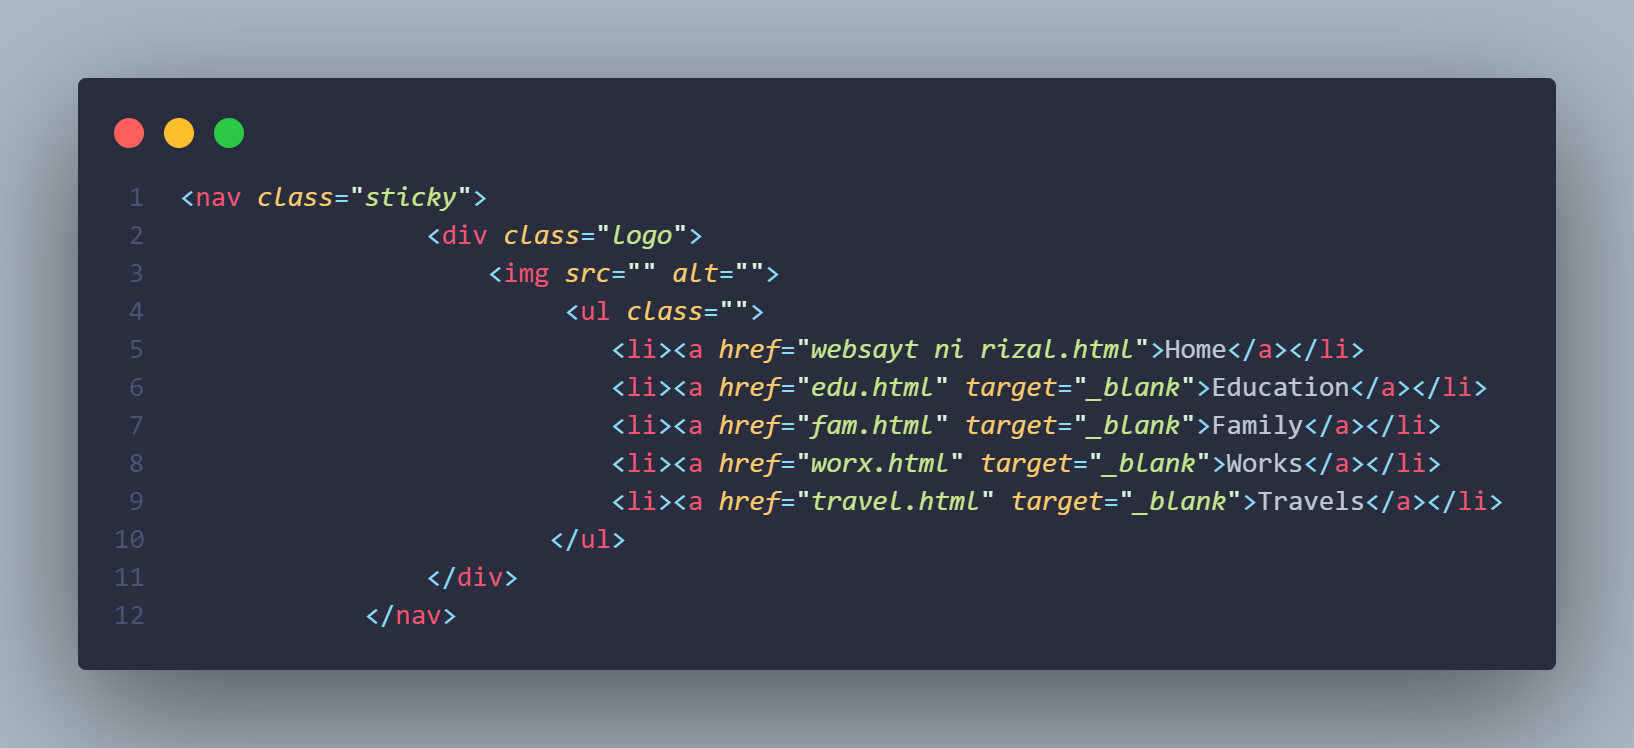 1 <nav class="sticky">
2 <div class="logo">
3 <img src="" alt="">
4 <ul class="">
5 <li><a href="websayt ni rizal.html">Home</a></li>
6 <li><a href="edu.html" target="_blank">Education</a></li>
7 <li><a href="fam.html" target="_blank">Family</a></li>
8 <li><a href="worx.html" target="_blank">Works</a></li>
9 <li><a href="travel.html" target="_blank">Travels</a></li>
10 </ul>
11 </div>
12 </nav>